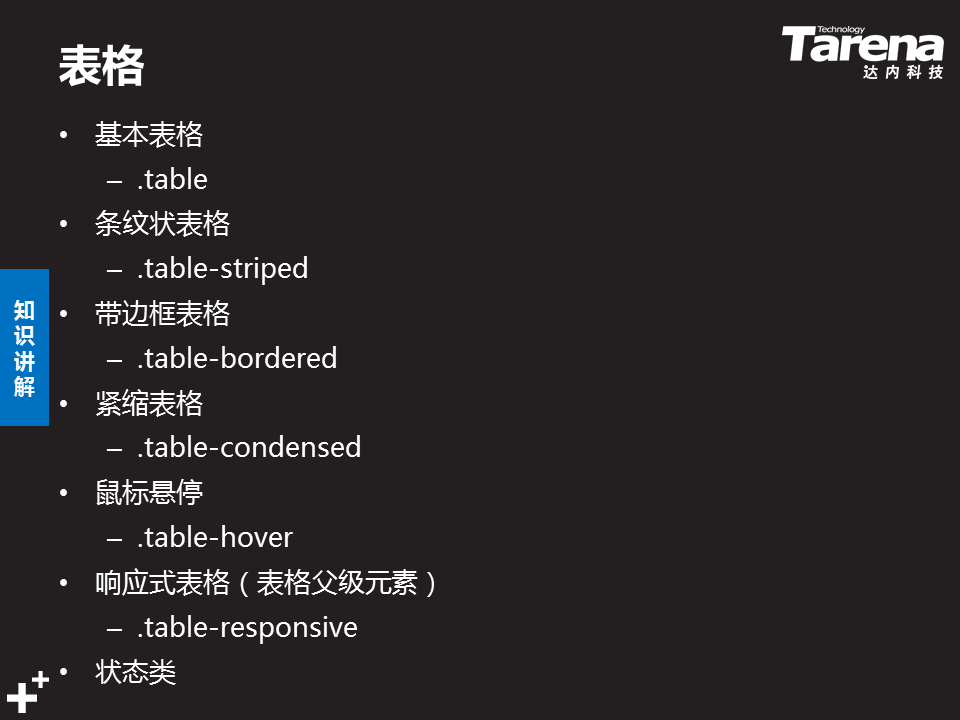 表格
Technology
Tarena
达内科技
• 基本表格
– .table
• 条纹状表格
– .table-striped
• 带边框表格
– .table-bordered
• 紧缩表格
– .table-condensed
• 鼠标悬停
– .table-hover
• 响应式表格（表格父级元素）
– .table-responsive
• 状态类
知识讲解